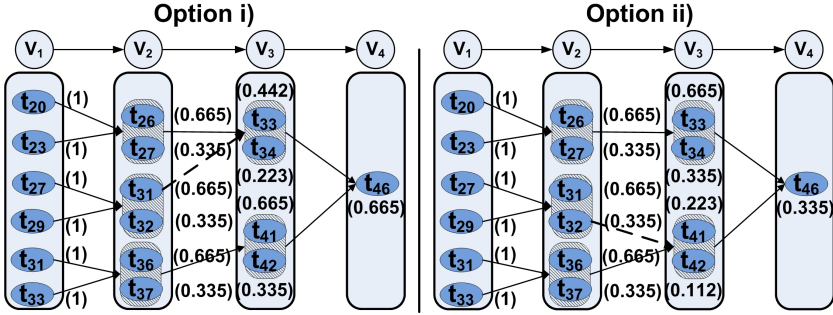 Option i)
V1 V2 V3 V4
t20 (1)
t23 (1)
t27 (1)
t29 (1)
t31 (1)
t33 (1)
t26 (0.665)
t27 (0.335)
t31 (0.665)
t32 (0.335)
t36 (0.665)
t37 (0.335)
(0.442)
t33
t34
(0.223)
(0.665)
t41
t42
(0.335)
t46
(0.665)
Option ii)
V1 V2 V3 V4
t20 (1)
t23 (1)
t27 (1)
t29 (1)
t31 (1)
t33 (1)
t26 (0.665)
t27 (0.335)
t31 (0.665)
t32 (0.335)
t36 (0.665)
t37 (0.335)
(0.665)
t33
t34
(0.335)
(0.223)
t41
t42
(0.112)
t46
(0.335)